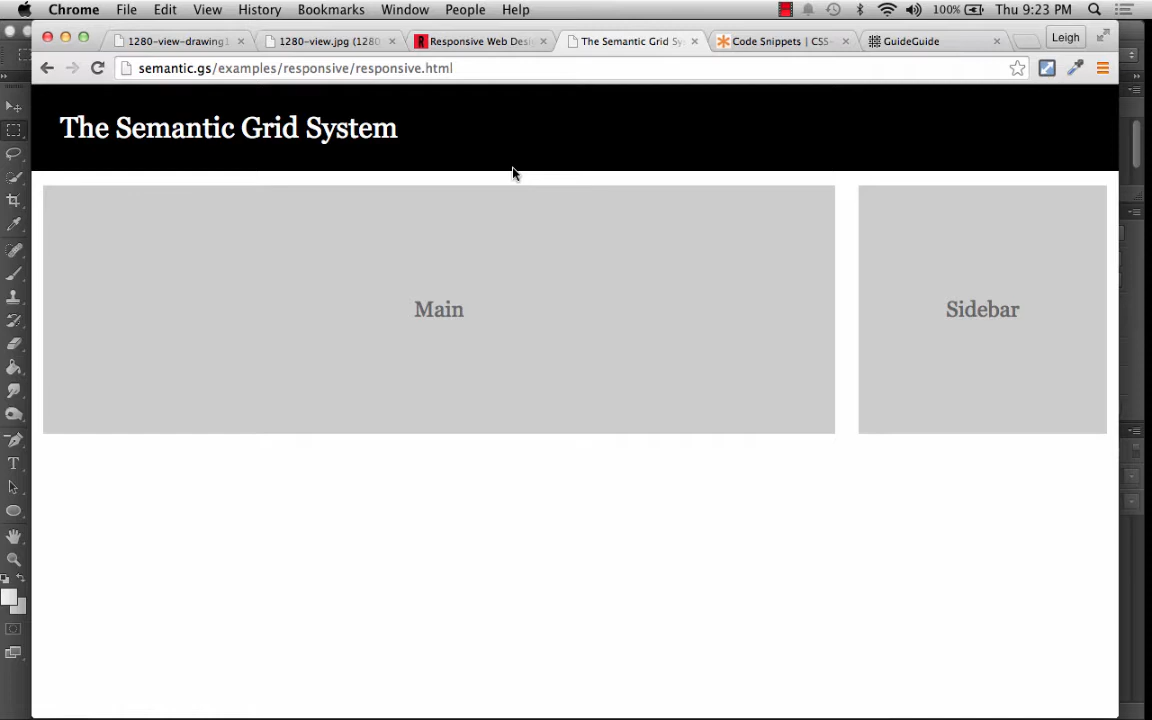 Chrome File Edit View History Bookmarks Window People Help 100% Thu 9:23 PM
1280-view-drawing1 1280-view.jpg (1280 Responsive Web Desi The Semantic Grid Sy Code Snippets | CSS- GuideGuide Leigh
semantic.gs/examples/responsive/responsive.html
The Semantic Grid System
Main Sidebar